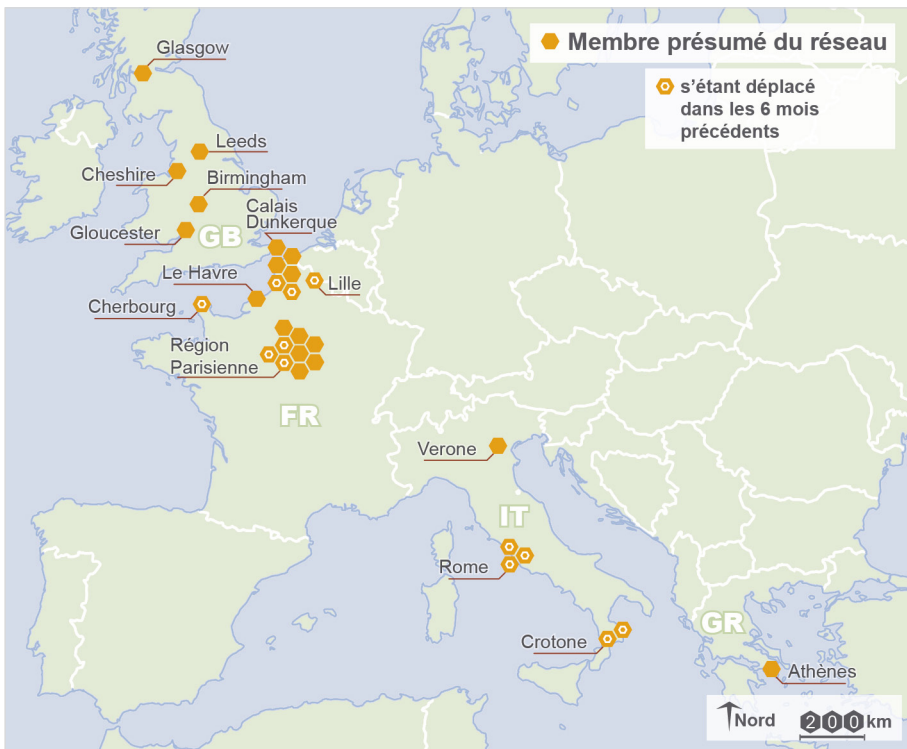 Glasgow
Membre présumé du réseau
s'étant déplacé
dans les 6 mois
précédents
Leeds
Cheshire
Birmingham
Calais
Dunkerque
Gloucester
GB
Le Havre
Lille
Cherbourg
Région
Parisienne
FR
Verone
IT
Rome
GR
Crotone
Athènes
Nord
200 km